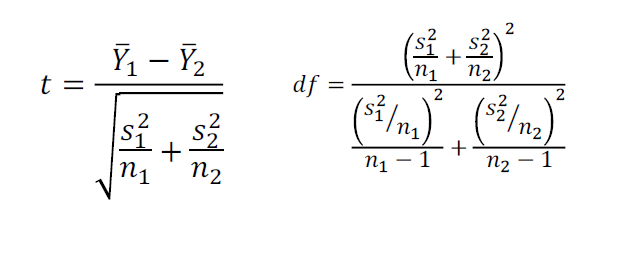 t = (Ȳ₁ − Ȳ₂) / √(s₁²/n₁ + s₂²/n₂)
df = (s₁²/n₁ + s₂²/n₂)² / ((s₁²/n₁)²/(n₁ − 1) + (s₂²/n₂)²/(n₂ − 1))